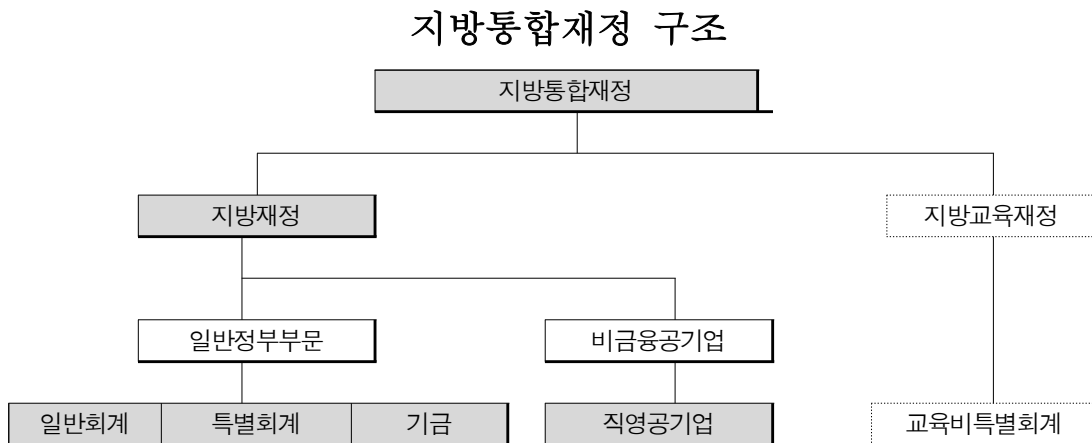 지방통합재정 구조
지방통합재정
지방재정
지방교육재정
일반정부부문
비금융공기업
일반회계
특별회계
기금
직영공기업
교육비특별회계